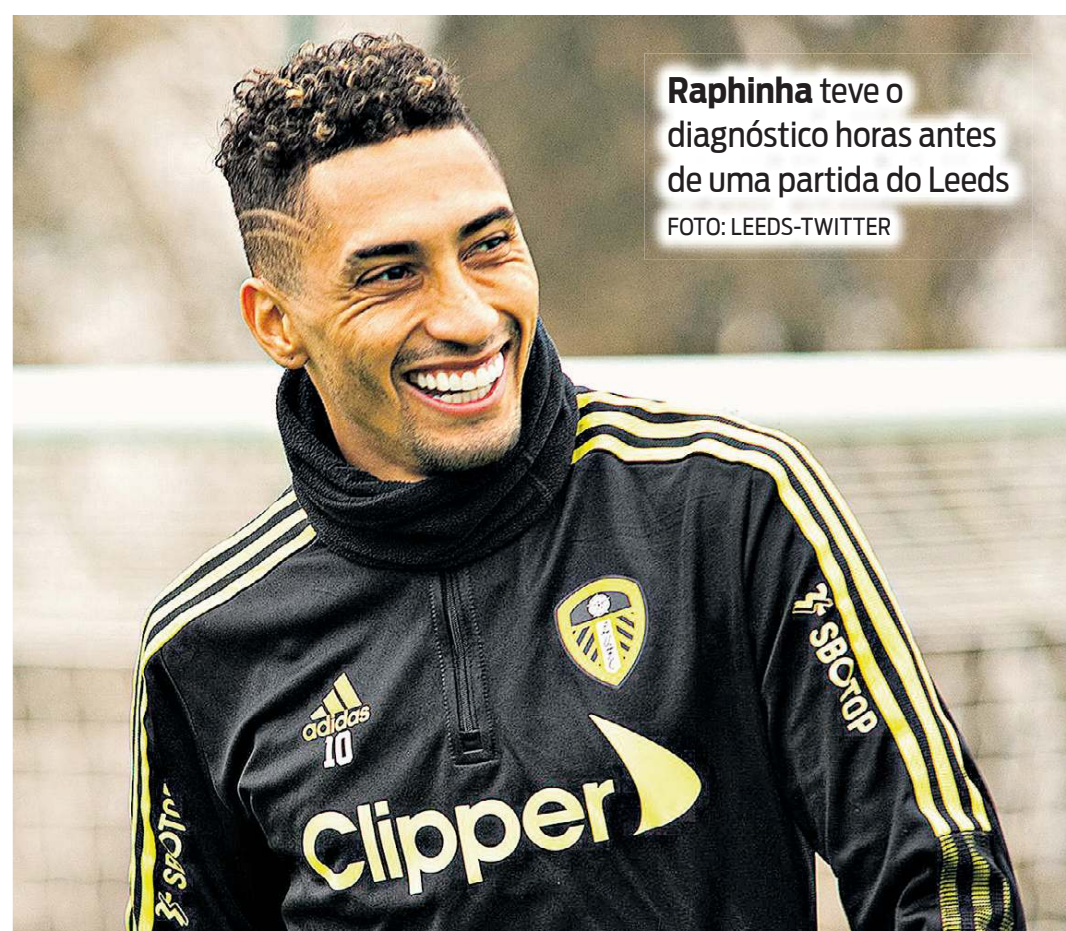 Raphinha teve o
diagnóstico horas antes
de uma partida do Leeds
FOTO: LEEDS-TWITTER
SBOTOP
adidas
10
Clipper
SBOTOP